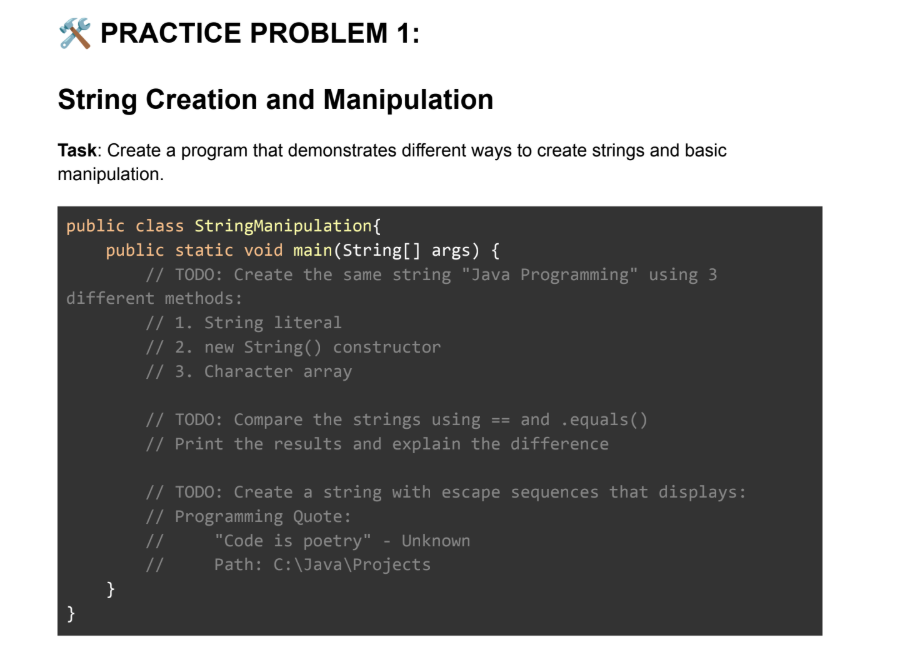 🛠️ PRACTICE PROBLEM 1:
String Creation and Manipulation
Task: Create a program that demonstrates different ways to create strings and basic
manipulation.
public class StringManipulation{
    public static void main(String[] args) {
        // TODO: Create the same string "Java Programming" using 3
different methods:
        // 1. String literal
        // 2. new String() constructor
        // 3. Character array

        // TODO: Compare the strings using == and .equals()
        // Print the results and explain the difference

        // TODO: Create a string with escape sequences that displays:
        // Programming Quote:
        //     "Code is poetry" - Unknown
        //     Path: C:\Java\Projects
    }
}